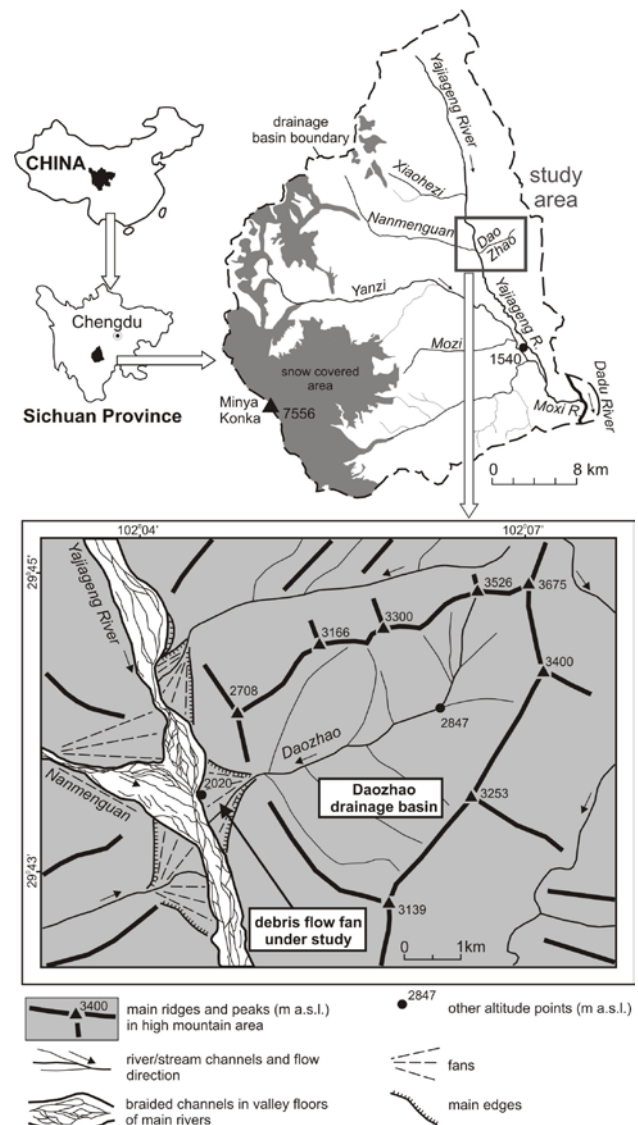 CHINA
Chengdu
Sichuan Province
drainage
basin boundary
Yajiageng River
Xiaohezi
Nanmenguan
study
area
Dao
Zhao
Yanzi
Yajiageng R.
Mozi
1540
snow covered
area
Minya
Konka
7556
Moxi R.
Dadu River
0 8 km
102°04'
102°07'
29°45'
29°43'
Yajiageng
River
3526
3675
3300
3166
3400
2708
2847
Daozhao
Nanmenguan
2020
Daozhao
drainage basin
3253
3139
debris flow fan
under study
0 1km
3400
main ridges and peaks (m a.s.l.)
in high mountain area
2847
other altitude points (m a.s.l.)
river/stream channels and flow
direction
fans
braided channels in valley floors
of main rivers
main edges